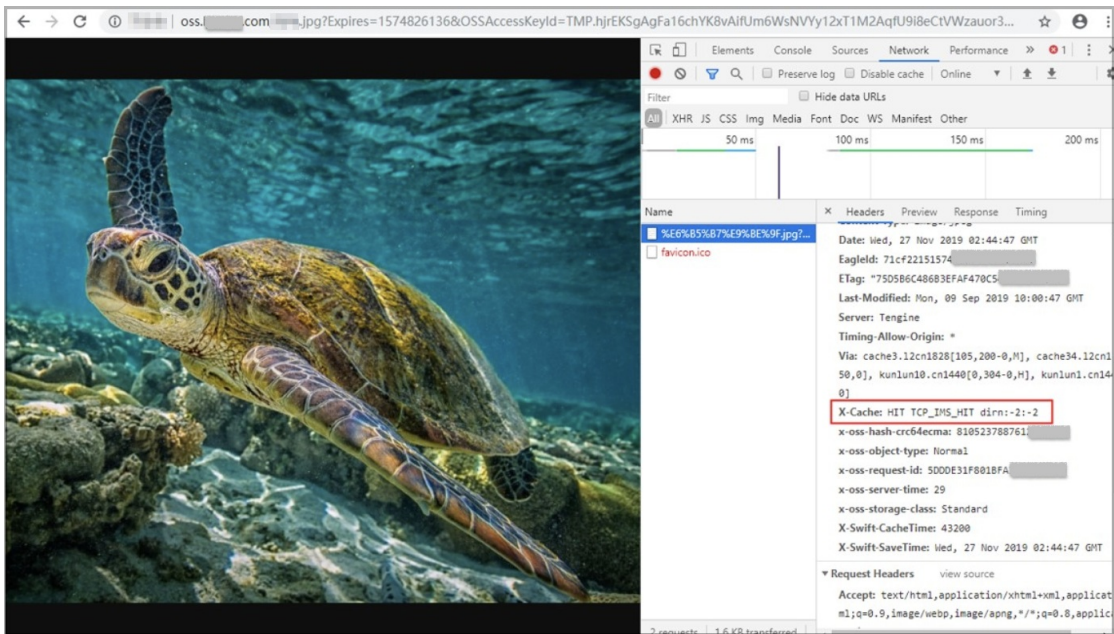 oss. .com .jpg?Expires=1574826136&OSSAccessKeyId=TMP.hjrEKSgAgFa16chYK8vAifUm6WsNVYy12xT1M2AqfU9i8eCtVWzauor3...
Elements Console Sources Network Performance » 1
Preserve log Disable cache Online
Filter Hide data URLs
All XHR JS CSS Img Media Font Doc WS Manifest Other
50 ms 100 ms 150 ms 200 ms
Name × Headers Preview Response Timing
%E6%B5%B7%E9%BE%9F.jpg?...
favicon.ico
Date: Wed, 27 Nov 2019 02:44:47 GMT
EagleId: 71cf22151574
ETag: "75D5B6C486B3EFAF470C5
Last-Modified: Mon, 09 Sep 2019 10:00:47 GMT
Server: Tengine
Timing-Allow-Origin: *
Via: cache3.l2cn1828[105,200-0,M], cache34.l2cn1
50,0], kunlun10.cn1440[0,304-0,H], kunlun1.cn14
0]
X-Cache: HIT TCP_IMS_HIT dirn:-2:-2
x-oss-hash-crc64ecma: 810523788761
x-oss-object-type: Normal
x-oss-request-id: 5DDDE31F801BFA
x-oss-server-time: 29
x-oss-storage-class: Standard
X-Swift-CacheTime: 43200
X-Swift-SaveTime: Wed, 27 Nov 2019 02:44:47 GMT
Request Headers view source
Accept: text/html,application/xhtml+xml,applicat
ml;q=0.9,image/webp,image/apng,*/*;q=0.8,applic
2 requests 1.6 KB transferred